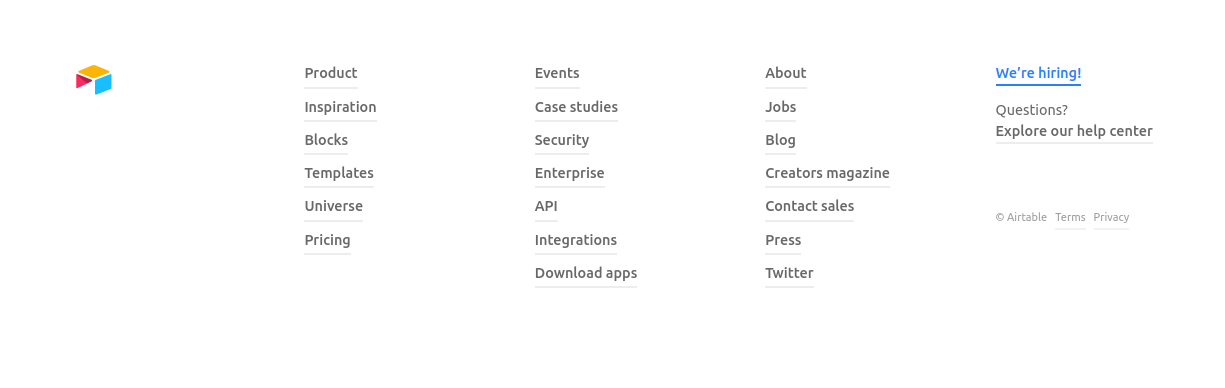 Product
Inspiration
Blocks
Templates
Universe
Pricing
Events
Case studies
Security
Enterprise
API
Integrations
Download apps
About
Jobs
Blog
Creators magazine
Contact sales
Press
Twitter
We’re hiring!
Questions?
Explore our help center
© Airtable Terms Privacy